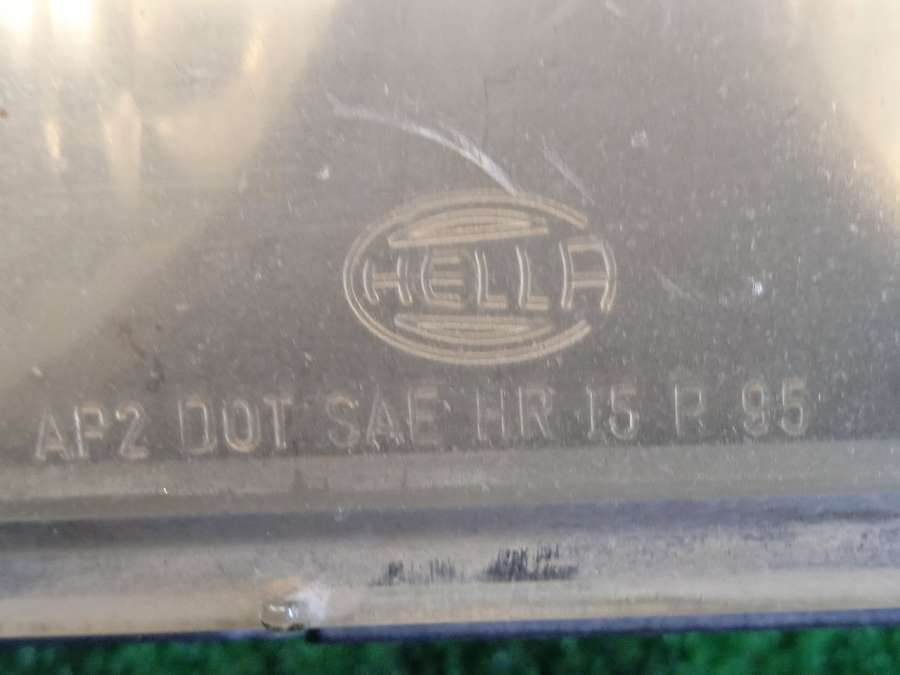 HELLA
AP2 DOT SAE HR 15 P 95